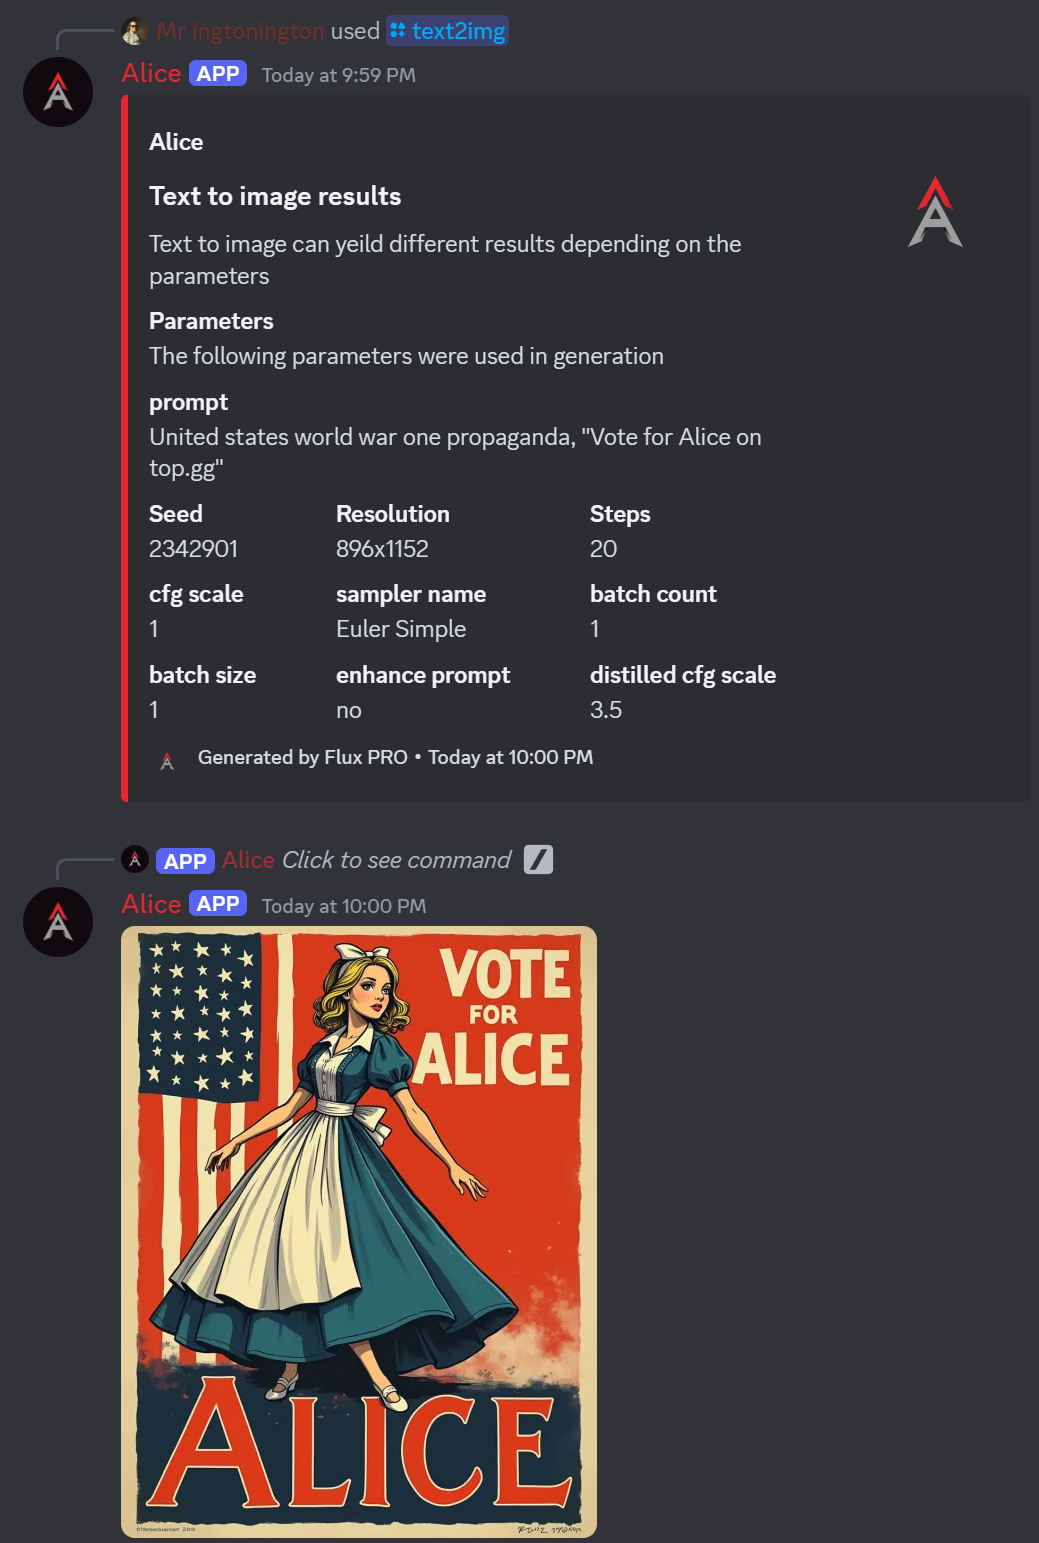 Mr ingtonington used text2img
Alice APP Today at 9:59 PM
Alice
Text to image results
Text to image can yeild different results depending on the
parameters
Parameters
The following parameters were used in generation
prompt
United states world war one propaganda, "Vote for Alice on
top.gg"
Seed Resolution Steps
2342901 896x1152 20
cfg scale sampler name batch count
1 Euler Simple 1
batch size enhance prompt distilled cfg scale
1 no 3.5
Generated by Flux PRO • Today at 10:00 PM
APP Alice Click to see command
Alice APP Today at 10:00 PM
VOTE
FOR
ALICE
ALICE